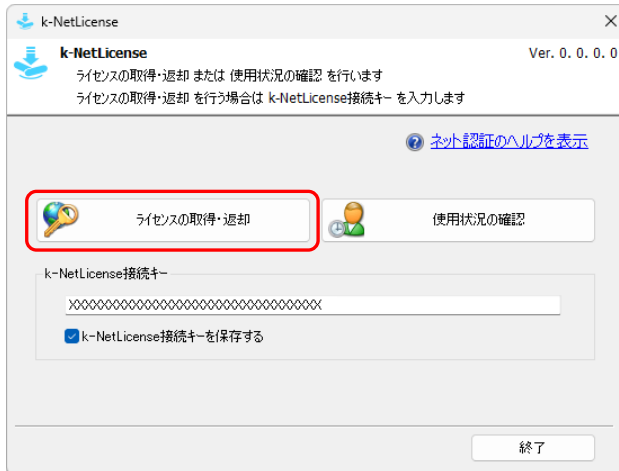 k-NetLicense
k-NetLicense Ver. 0. 0. 0. 0
ライセンスの取得・返却 または 使用状況の確認 を行います
ライセンスの取得・返却 を行う場合は k-NetLicense接続キー を入力します
ネット認証のヘルプを表示
ライセンスの取得・返却 使用状況の確認
k-NetLicense接続キー
XXXXXXXXXXXXXXXXXXXXXXXXXXXXXXXX
k-NetLicense接続キーを保存する
終了